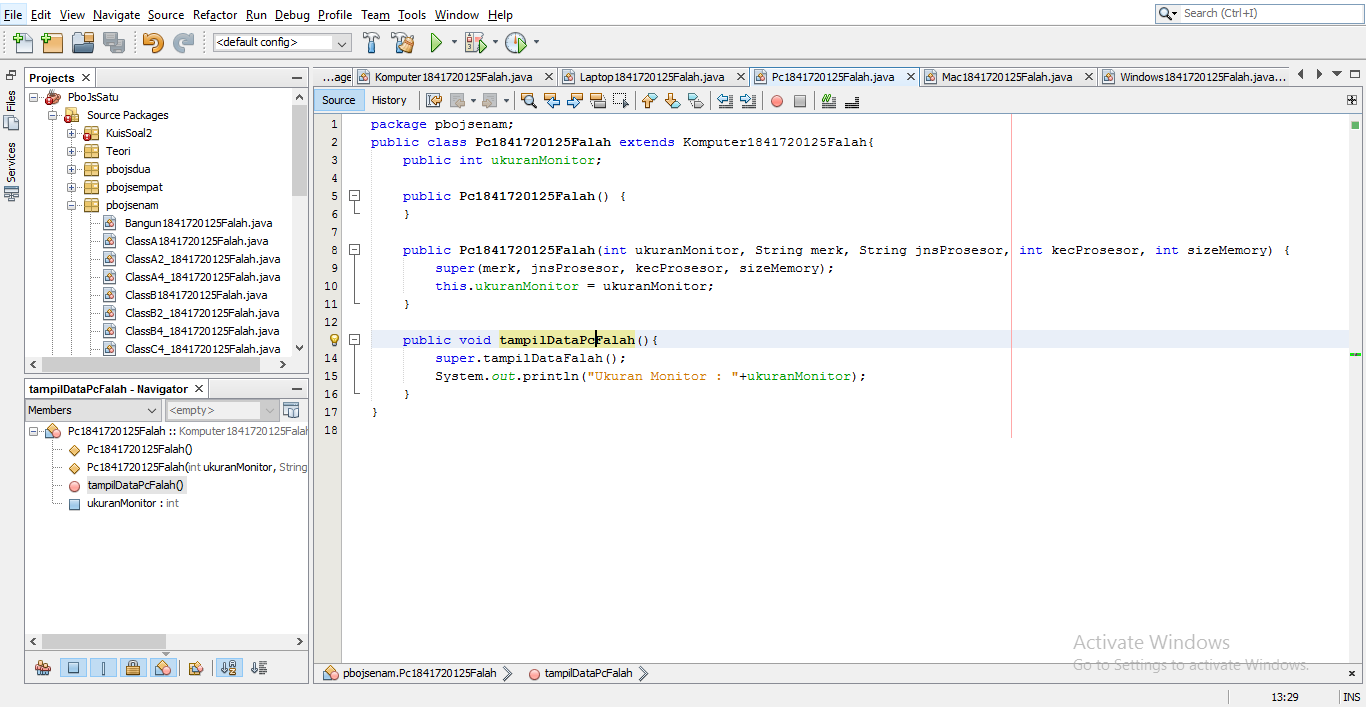 File Edit View Navigate Source Refactor Run Debug Profile Team Tools Window Help
Search (Ctrl+I)
<default config>
Files
Services
Projects
PboJsSatu
Source Packages
KuisSoal2
Teori
pbojsdua
pbojsempat
pbojsenam
Bangun1841720125Falah.java
ClassA1841720125Falah.java
ClassA2_1841720125Falah.java
ClassA4_1841720125Falah.java
ClassB1841720125Falah.java
ClassB2_1841720125Falah.java
ClassB4_1841720125Falah.java
ClassC4_1841720125Falah.java
tampilDataPcFalah - Navigator
Members <empty>
Pc1841720125Falah :: Komputer1841720125Falah
Pc1841720125Falah()
Pc1841720125Falah(int ukuranMonitor, String
tampilDataPcFalah()
ukuranMonitor : int
...age Komputer1841720125Falah.java Laptop1841720125Falah.java Pc1841720125Falah.java Mac1841720125Falah.java Windows1841720125Falah.java...
Source History
1 package pbojsenam;
2 public class Pc1841720125Falah extends Komputer1841720125Falah{
3 public int ukuranMonitor;
4
5 public Pc1841720125Falah() {
6 }
7
8 public Pc1841720125Falah(int ukuranMonitor, String merk, String jnsProsesor, int kecProsesor, int sizeMemory) {
9 super(merk, jnsProsesor, kecProsesor, sizeMemory);
10 this.ukuranMonitor = ukuranMonitor;
11 }
12
public void tampilDataPcFalah(){
14 super.tampilDataFalah();
15 System.out.println("Ukuran Monitor : "+ukuranMonitor);
16 }
17 }
18
Activate Windows
Go to Settings to activate Windows.
pbojsenam.Pc1841720125Falah tampilDataPcFalah
13:29 INS